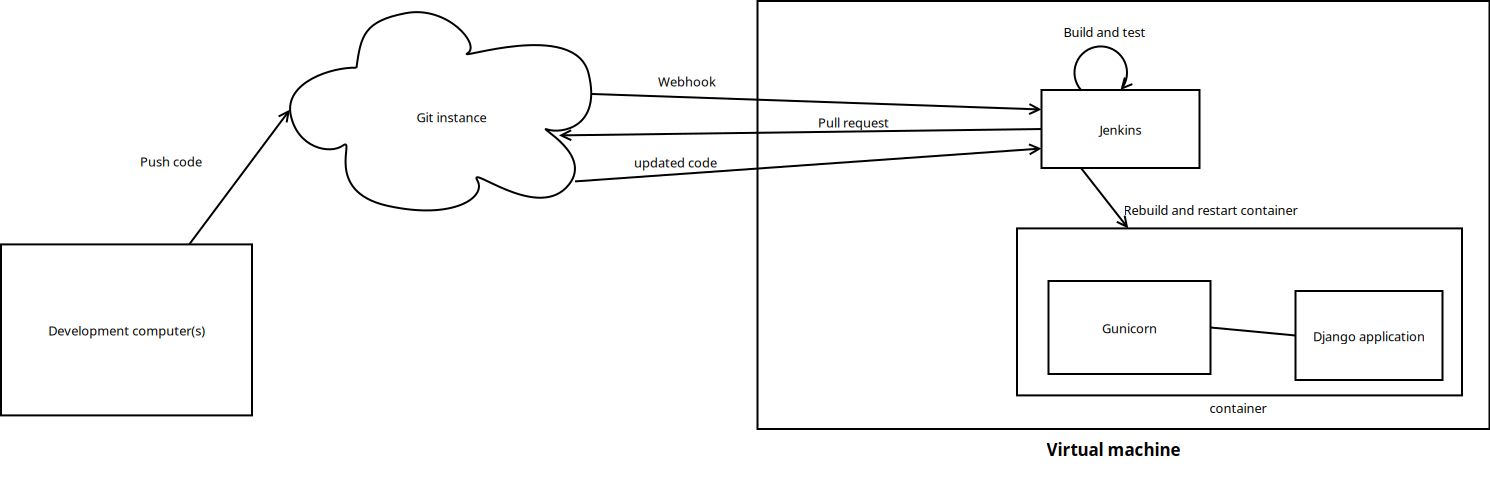 Build and test
Webhook
Git instance
Pull request
Jenkins
Push code
updated code
Rebuild and restart container
Development computer(s)
Gunicorn
Django application
container
Virtual machine